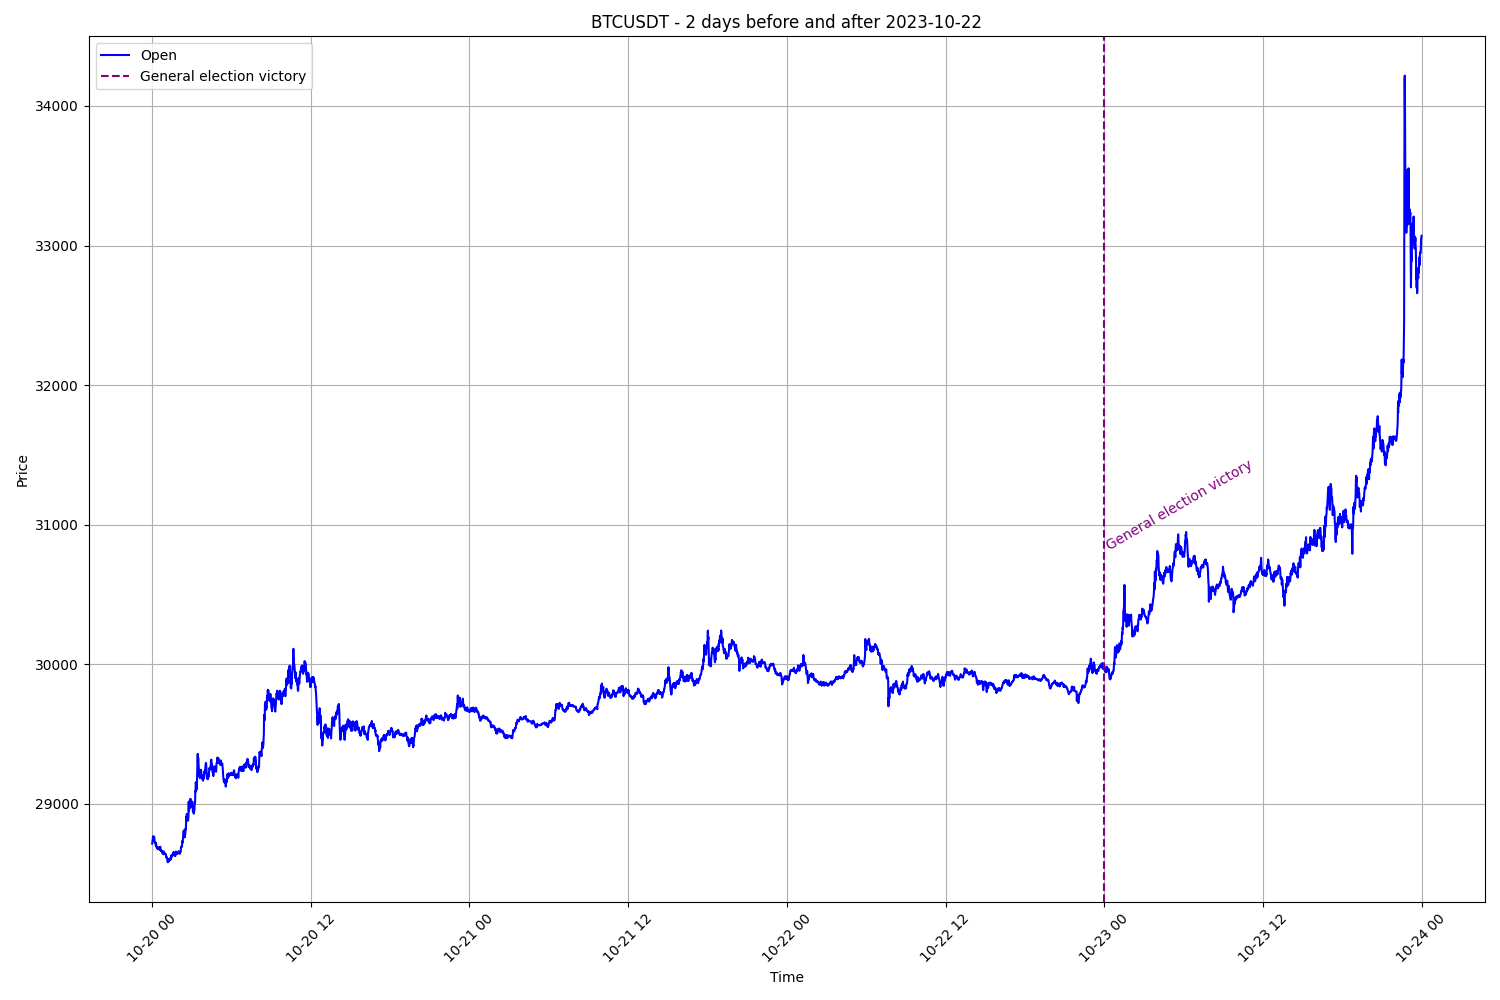 BTCUSDT - 2 days before and after 2023-10-22
Open
General election victory
34000
33000
32000
31000
30000
29000
Price
General election victory
10-20 00
10-20 12
10-21 00
10-21 12
10-22 00
10-22 12
10-23 00
10-23 12
10-24 00
Time